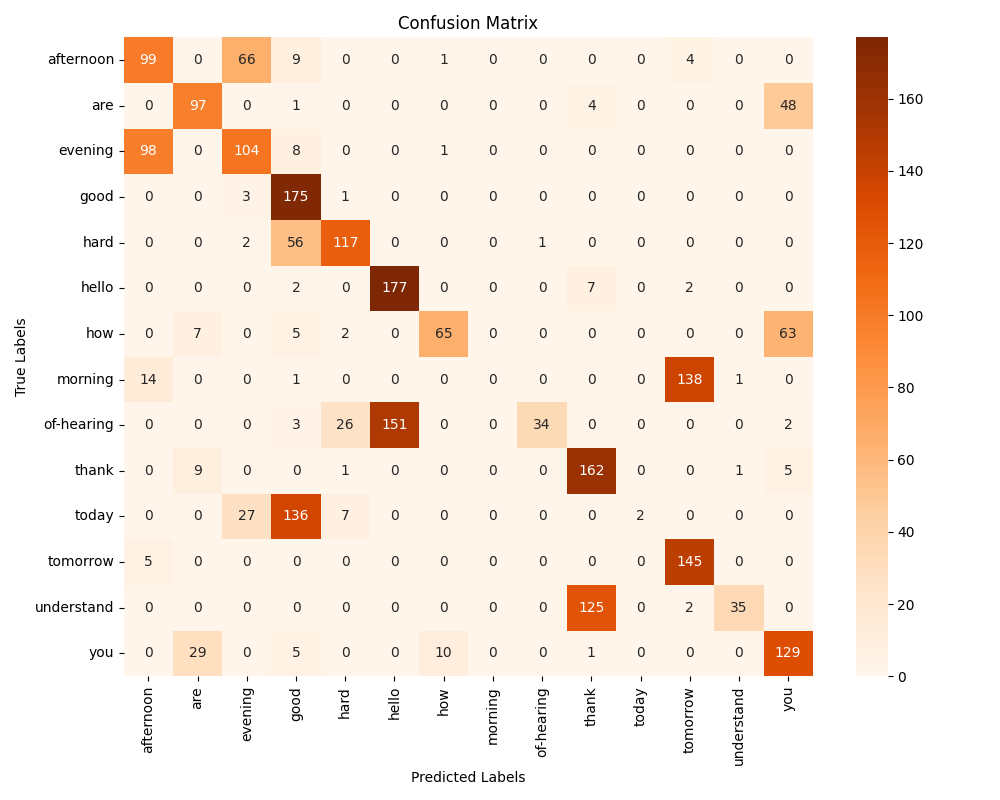 Confusion Matrix
afternoon 99 0 66 9 0 0 1 0 0 0 0 4 0 0
are 0 97 0 1 0 0 0 0 0 4 0 0 0 48
evening 98 0 104 8 0 0 1 0 0 0 0 0 0 0
good 0 0 3 175 1 0 0 0 0 0 0 0 0 0
hard 0 0 2 56 117 0 0 0 1 0 0 0 0 0
hello 0 0 0 2 0 177 0 0 0 7 0 2 0 0
how 0 7 0 5 2 0 65 0 0 0 0 0 0 63
morning 14 0 0 1 0 0 0 0 0 0 0 138 1 0
of-hearing 0 0 0 3 26 151 0 0 34 0 0 0 0 2
thank 0 9 0 0 1 0 0 0 0 162 0 0 1 5
today 0 0 27 136 7 0 0 0 0 0 2 0 0 0
tomorrow 5 0 0 0 0 0 0 0 0 0 0 145 0 0
understand 0 0 0 0 0 0 0 0 0 125 0 2 35 0
you 0 29 0 5 0 0 10 0 0 1 0 0 0 129
afternoon are evening good hard hello how morning of-hearing thank today tomorrow understand you
True Labels
Predicted Labels
160
140
120
100
80
60
40
20
0